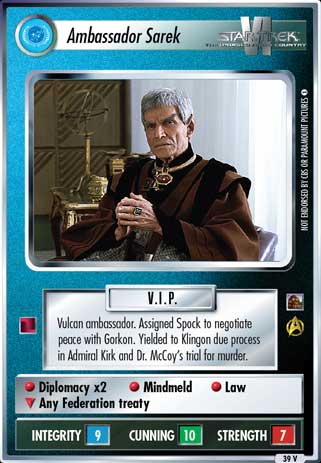 Ambassador Sarek
STAR TREK
VI
THE UNDISCOVERED COUNTRY
NOT ENDORSED BY CBS OR PARAMOUNT PICTURES
V.I.P.
Vulcan ambassador. Assigned Spock to negotiate
peace with Gorkon. Yielded to Klingon due process
in Admiral Kirk and Dr. McCoy's trial for murder.
Diplomacy x2 Mindmeld Law
Any Federation treaty
INTEGRITY 9 CUNNING 10 STRENGTH 7
39 V